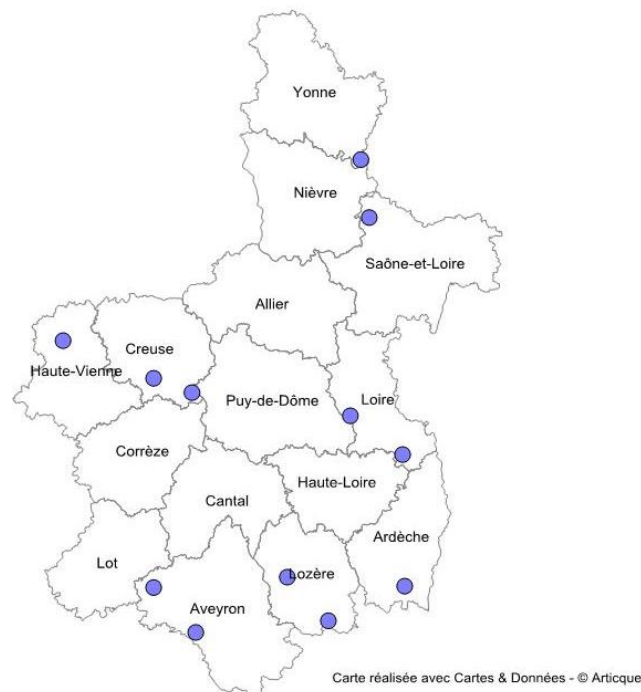 Yonne
Nièvre
Saône-et-Loire
Allier
Creuse
Haute-Vienne
Puy-de-Dôme
Loire
Corrèze
Haute-Loire
Cantal
Ardèche
Lot
Lozère
Aveyron
Carte réalisée avec Cartes & Données - © Articque